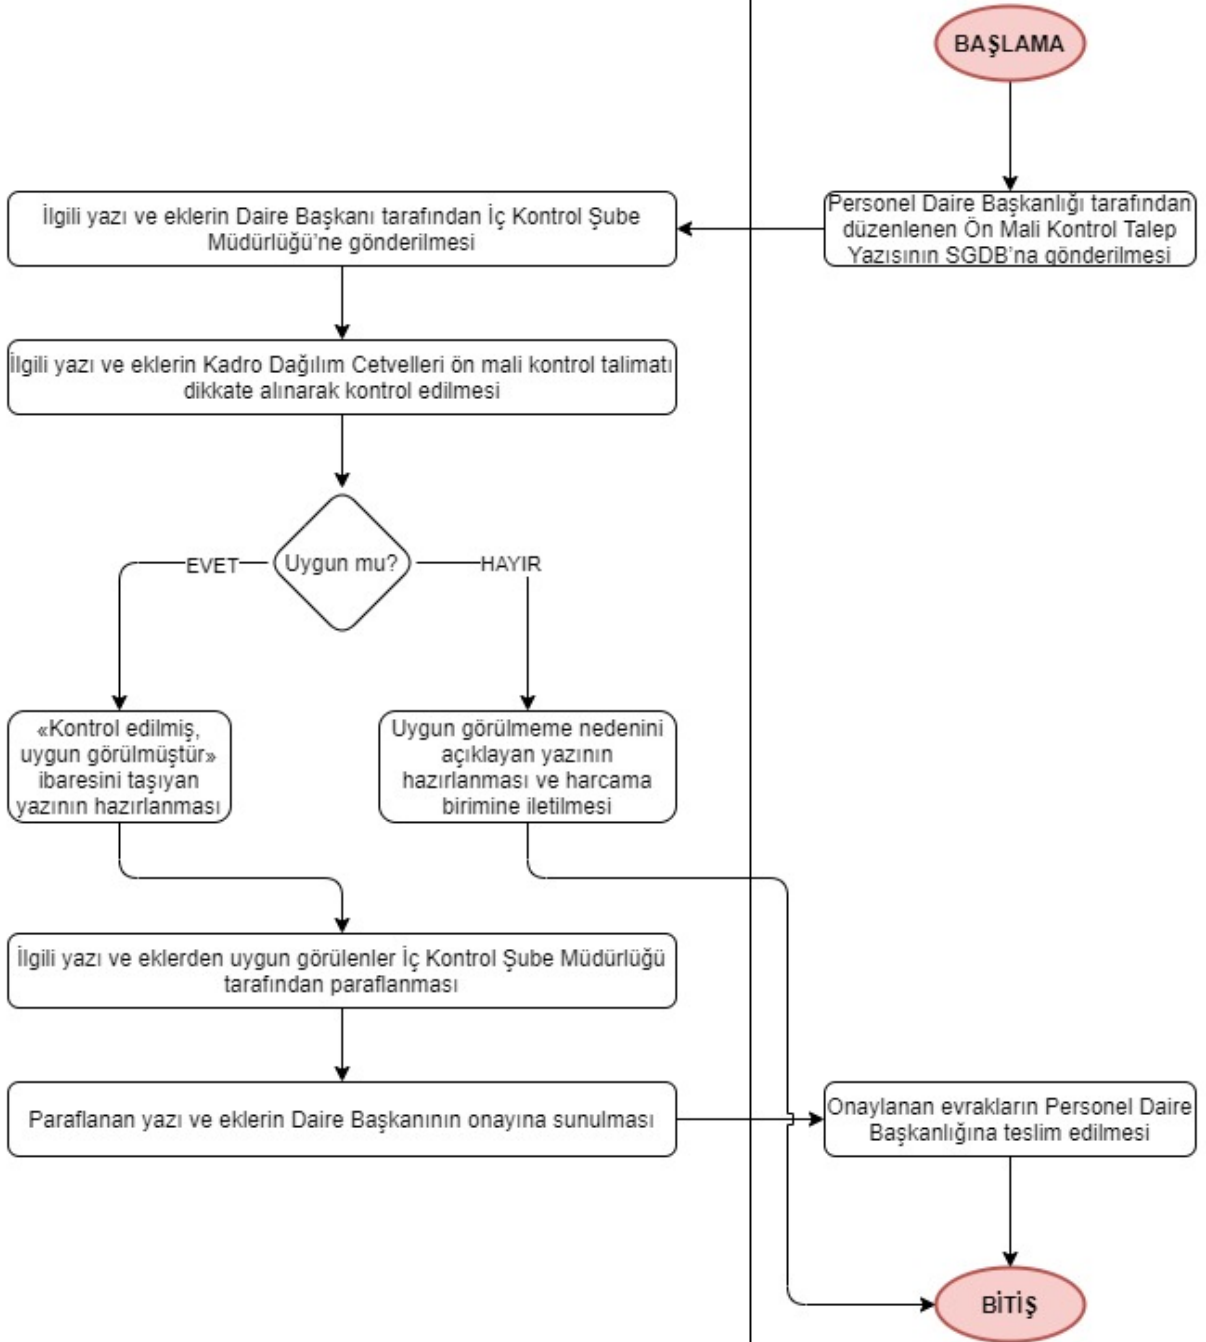 BAŞLAMA
Personel Daire Başkanlığı tarafından
düzenlenen Ön Mali Kontrol Talep
Yazısının SGDB'na gönderilmesi
İlgili yazı ve eklerin Daire Başkanı tarafından İç Kontrol Şube
Müdürlüğü'ne gönderilmesi
İlgili yazı ve eklerin Kadro Dağılım Cetvelleri ön mali kontrol talimatı
dikkate alınarak kontrol edilmesi
Uygun mu?
EVET
HAYIR
«Kontrol edilmiş,
uygun görülmüştür»
ibaresini taşıyan
yazının hazırlanması
Uygun görülmeme nedenini
açıklayan yazının
hazırlanması ve harcama
birimine iletilmesi
İlgili yazı ve eklerden uygun görülenler İç Kontrol Şube Müdürlüğü
tarafından paraflanması
Paraflanan yazı ve eklerin Daire Başkanının onayına sunulması
Onaylanan evrakların Personel Daire
Başkanlığına teslim edilmesi
BİTİŞ